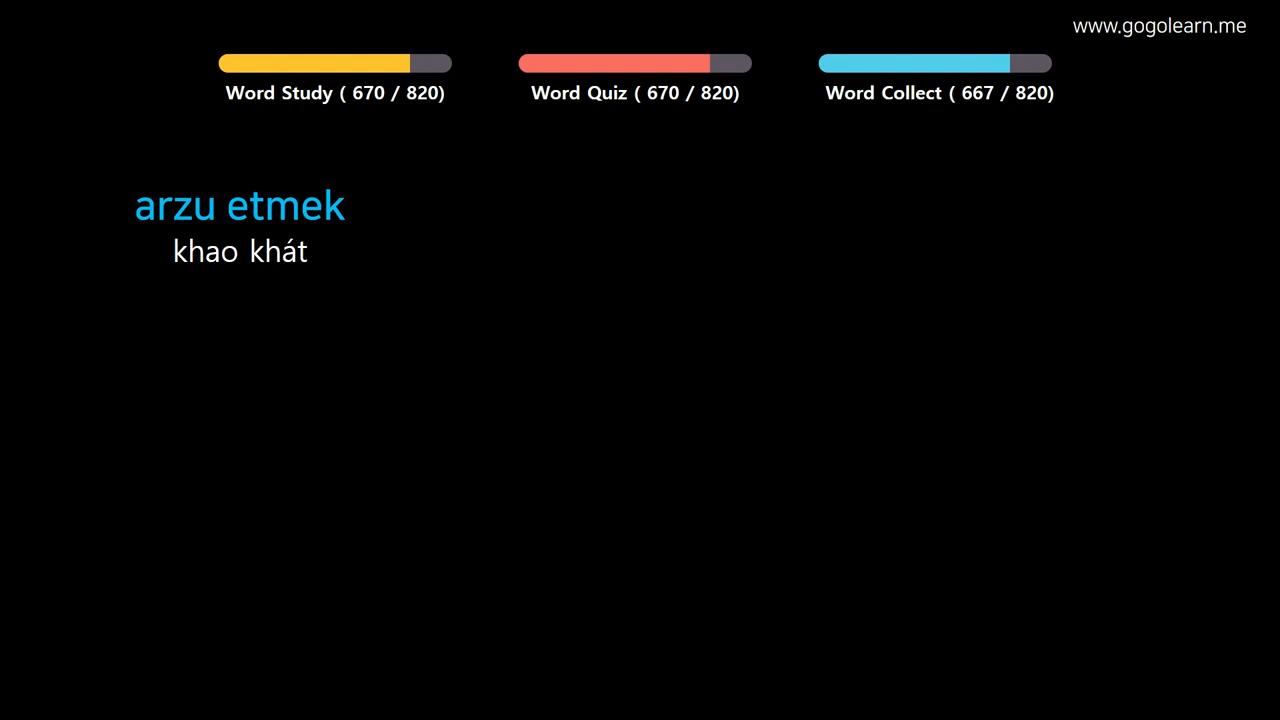 www.gogolearn.me
Word Study ( 670 / 820)
Word Quiz ( 670 / 820)
Word Collect ( 667 / 820)
arzu etmek
khao khát